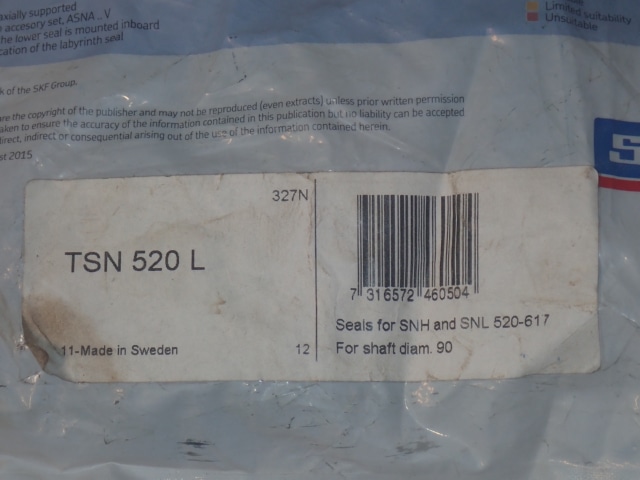 axially supported
accesory set, ASNA .. V
the lower seal is mounted inboard
cation of the labyrinth seal
Limited suitability
Unsuitable
k of the SKF Group.
are the copyright of the publisher and may not be reproduced (even extracts) unless prior written permission
aken to ensure the accuracy of the information contained in this publication but no liability can be accepted
direct, indirect or consequential arising out of the use of the information contained herein.
st 2015
S
327N
TSN 520 L
7 316572 460504
Seals for SNH and SNL 520-617
For shaft diam. 90
11-Made in Sweden
12